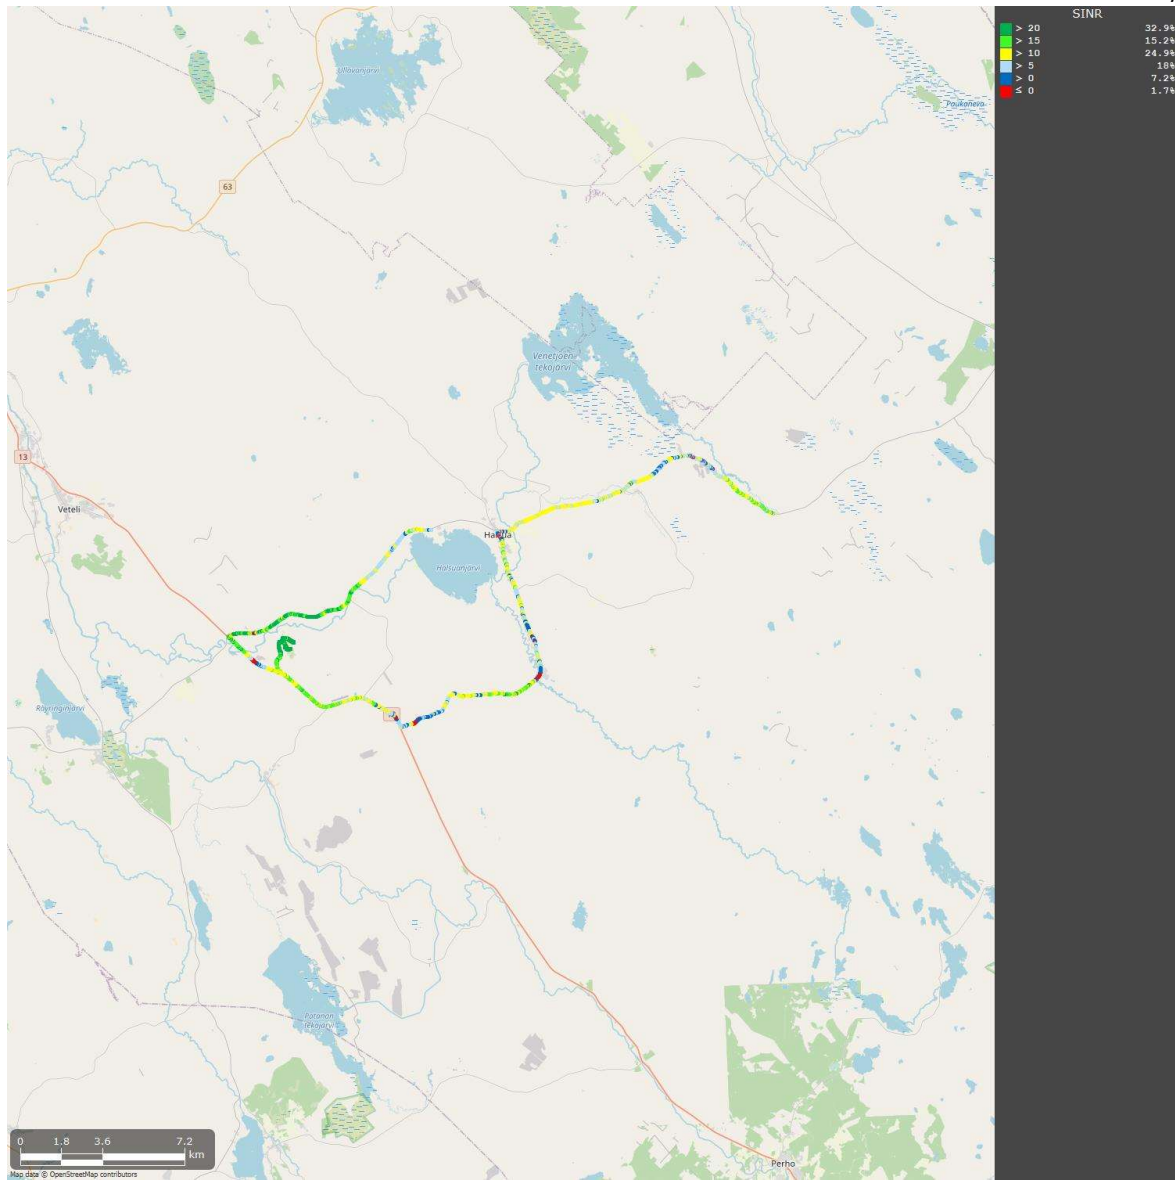 SINR
> 20 32.9%
> 15 15.2%
> 10 24.9%
> 5 18%
> 0 7.2%
≤ 0 1.7%
Ullavanjärvi
Paukaneva
63
Venetjoen
tekojärvi
13
Veteli
Halsua
Halsuanjärvi
Räyringinjärvi
Patanan
tekojärvi
Perho
0 1.8 3.6 7.2
km
Map data © OpenStreetMap contributors